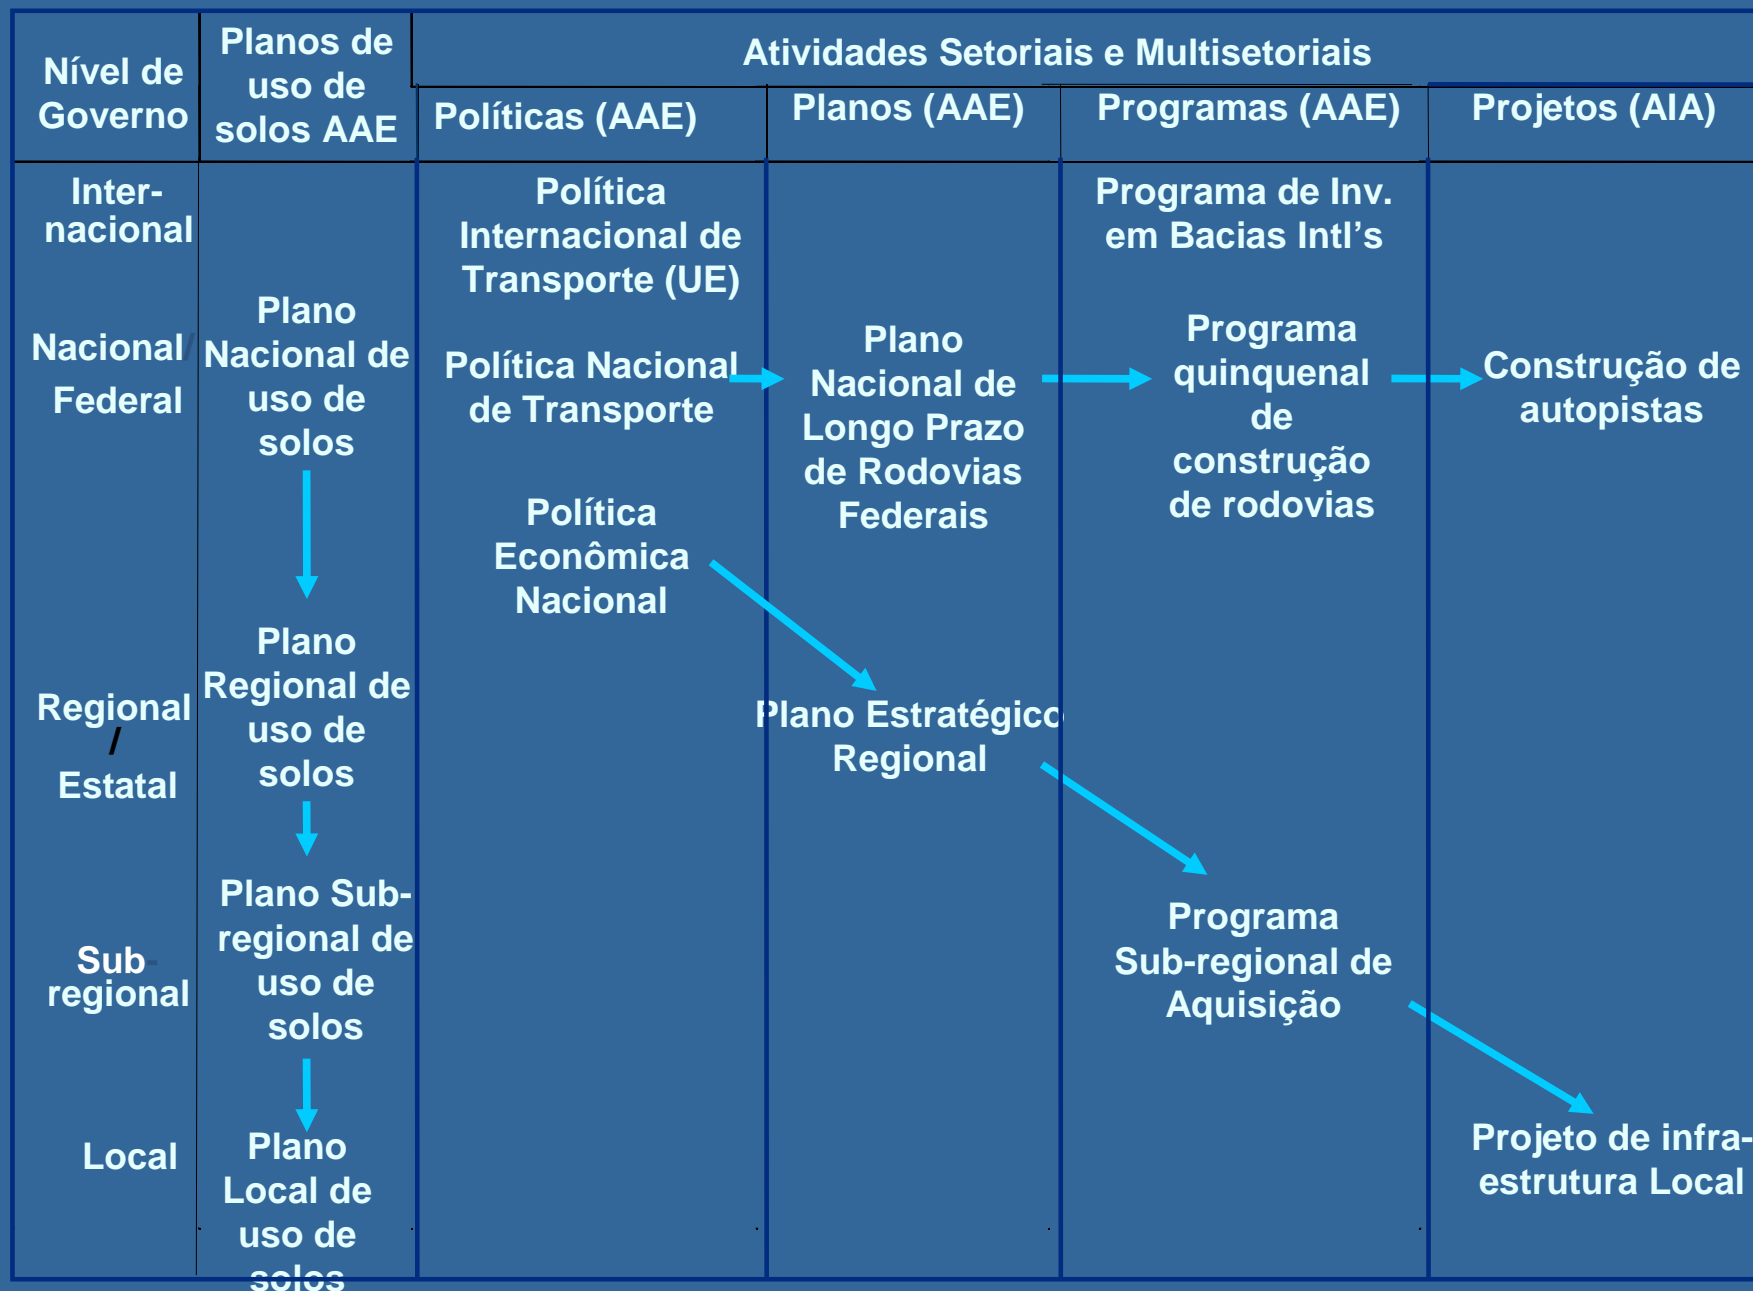 Nível de
Governo
Planos de
uso de
solos AAE
Atividades Setoriais e Multisetoriais
Políticas (AAE)
Planos (AAE)
Programas (AAE)
Projetos (AIA)
Inter-
nacional
Nacional/
Federal
Regional
/
Estatal
Sub-
regional
Local
Plano
Nacional de
uso de
solos
Plano
Regional de
uso de
solos
Plano Sub-
regional de
uso de
solos
Plano
Local de
uso de
solos
Política
Internacional de
Transporte (UE)
Política Nacional
de Transporte
Política
Econômica
Nacional
Plano
Nacional de
Longo Prazo
de Rodovias
Federais
Plano Estratégico
Regional
Programa de Inv.
em Bacias Intl’s
Programa
quinquenal
de
construção
de rodovias
Programa
Sub-regional de
Aquisição
Construção de
autopistas
Projeto de infra-
estrutura Local